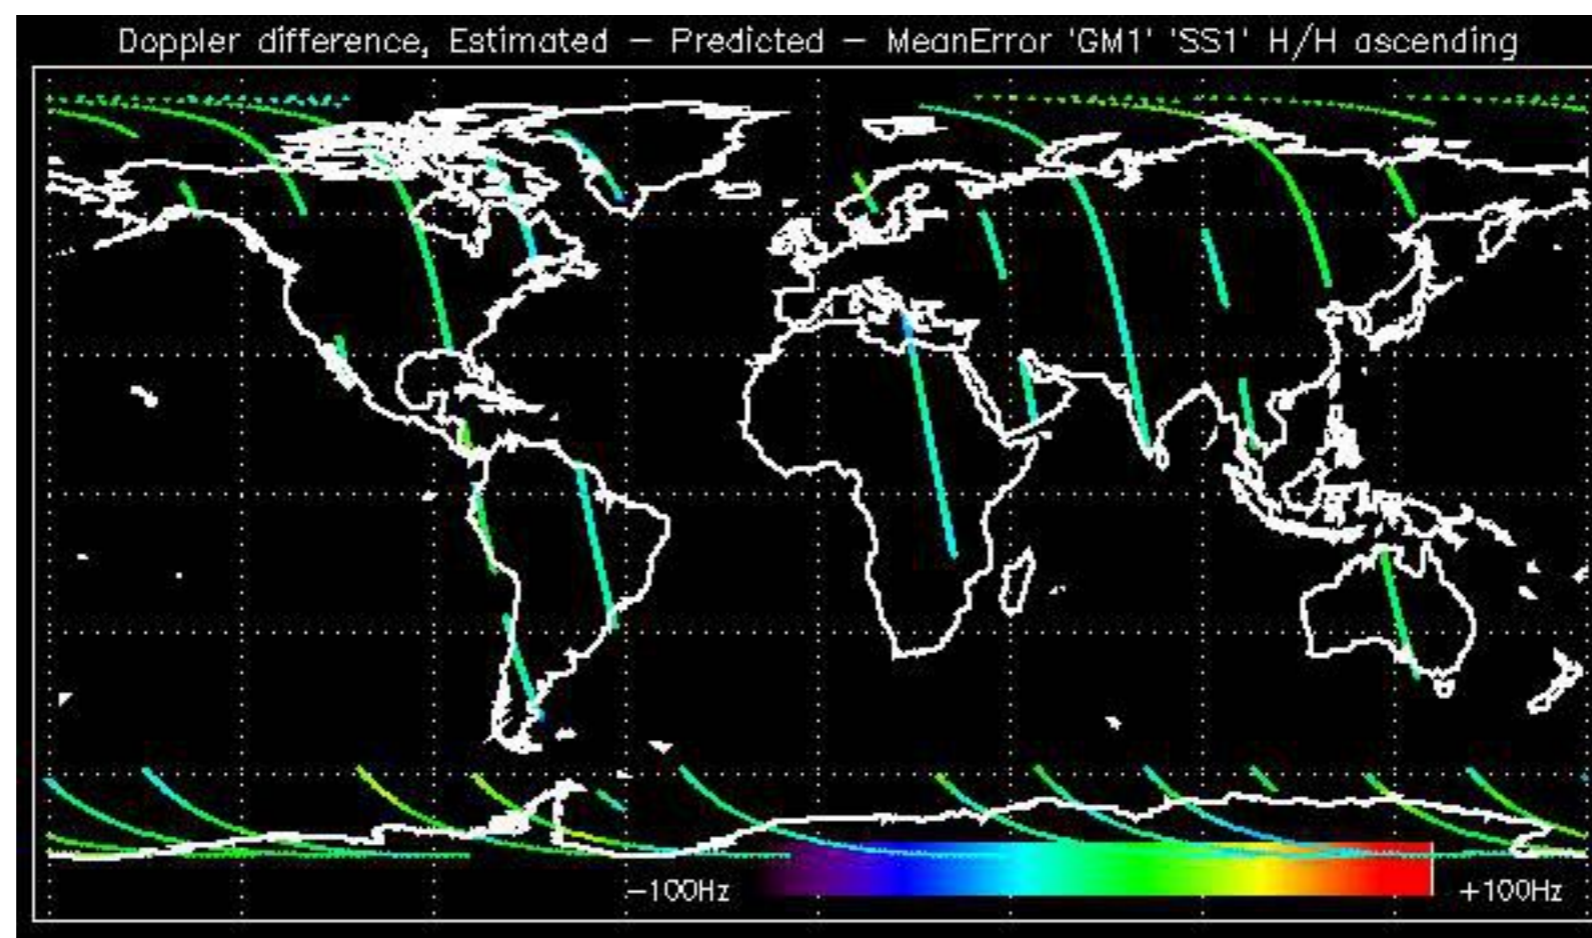 Doppler difference, Estimated – Predicted – MeanError 'GM1' 'SS1' H/H ascending
–100Hz +100Hz